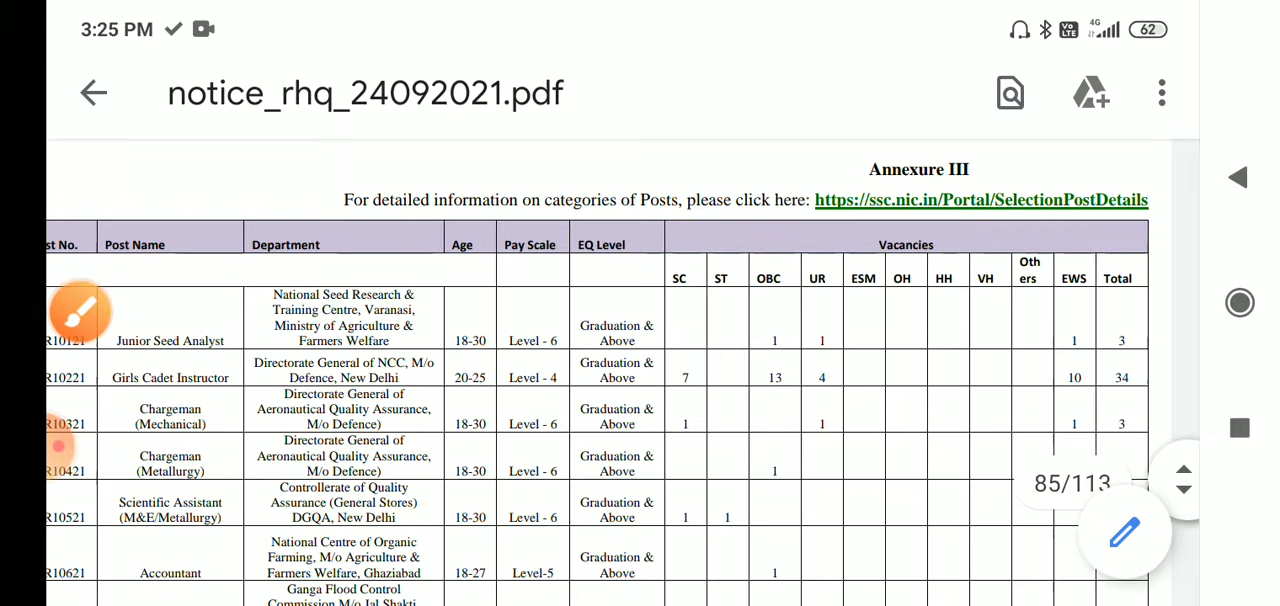 3:25 PM
4G
Vo LTE
62
notice_rhq_24092021.pdf
Annexure III
For detailed information on categories of Posts, please click here: https://ssc.nic.in/Portal/SelectionPostDetails
st No. Post Name Department Age Pay Scale EQ Level Vacancies
SC ST OBC UR ESM OH HH VH Oth ers EWS Total
National Seed Research &
Training Centre, Varanasi,
Ministry of Agriculture & Graduation &
R10121 Junior Seed Analyst Farmers Welfare 18-30 Level - 6 Above 1 1 1 3
Directorate General of NCC, M/o Graduation &
R10221 Girls Cadet Instructor Defence, New Delhi 20-25 Level - 4 Above 7 13 4 10 34
Directorate General of
Chargeman Aeronautical Quality Assurance, Graduation &
R10321 (Mechanical) M/o Defence) 18-30 Level - 6 Above 1 1 1 3
Directorate General of
Chargeman Aeronautical Quality Assurance, Graduation &
R10421 (Metallurgy) M/o Defence) 18-30 Level - 6 Above 1
Controllerate of Quality
Scientific Assistant Assurance (General Stores) Graduation &
R10521 (M&E/Metallurgy) DGQA, New Delhi 18-30 Level - 6 Above 1 1
National Centre of Organic
Farming, M/o Agriculture & Graduation &
R10621 Accountant Farmers Welfare, Ghaziabad 18-27 Level-5 Above 1
Ganga Flood Control
Commission M/o Jal Shakti
85/113